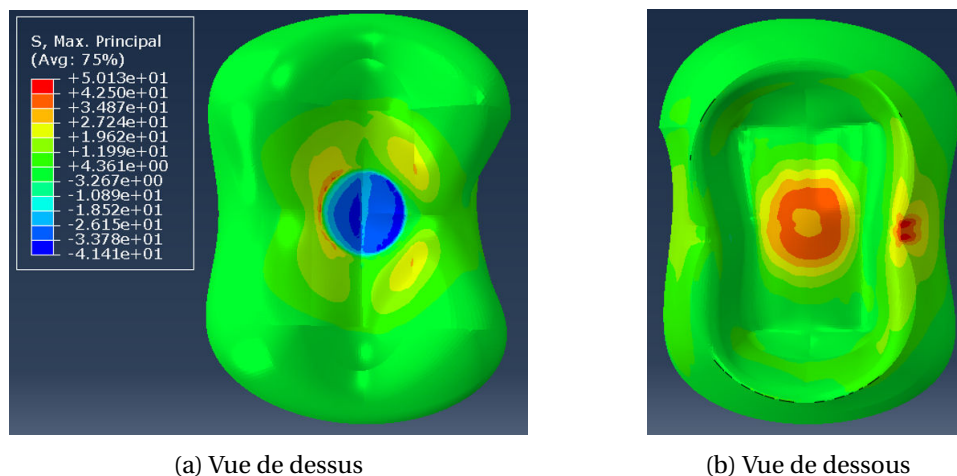 S, Max. Principal
(Avg: 75%)
+5.013e+01
+4.250e+01
+3.487e+01
+2.724e+01
+1.962e+01
+1.199e+01
+4.361e+00
-3.267e+00
-1.089e+01
-1.852e+01
-2.615e+01
-3.378e+01
-4.141e+01
(a) Vue de dessus
(b) Vue de dessous